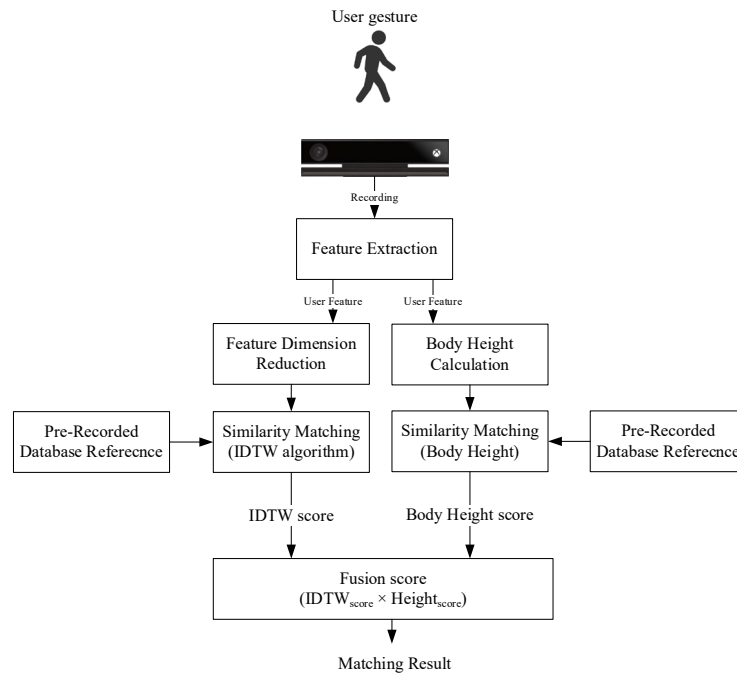 User gesture
Recording
Feature Extraction
User Feature
User Feature
Feature Dimension
Reduction
Body Height
Calculation
Pre-Recorded
Database Referecnce
Similarity Matching
(IDTW algorithm)
Similarity Matching
(Body Height)
Pre-Recorded
Database Referecnce
IDTW score
Body Height score
Fusion score
(IDTWscore × Heightscore)
Matching Result